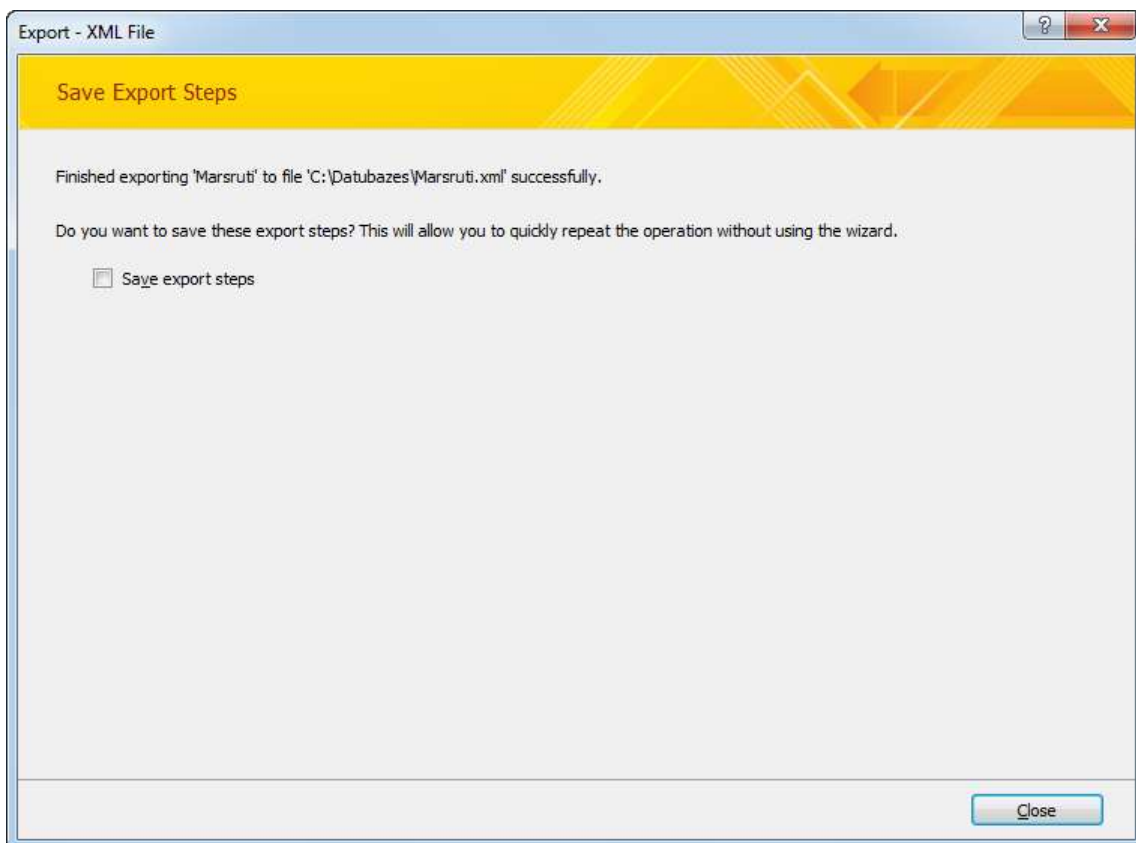 Export - XML File
Save Export Steps
Finished exporting 'Marsruti' to file 'C:\Datubazes\Marsruti.xml' successfully.
Do you want to save these export steps? This will allow you to quickly repeat the operation without using the wizard.
Save export steps
Close